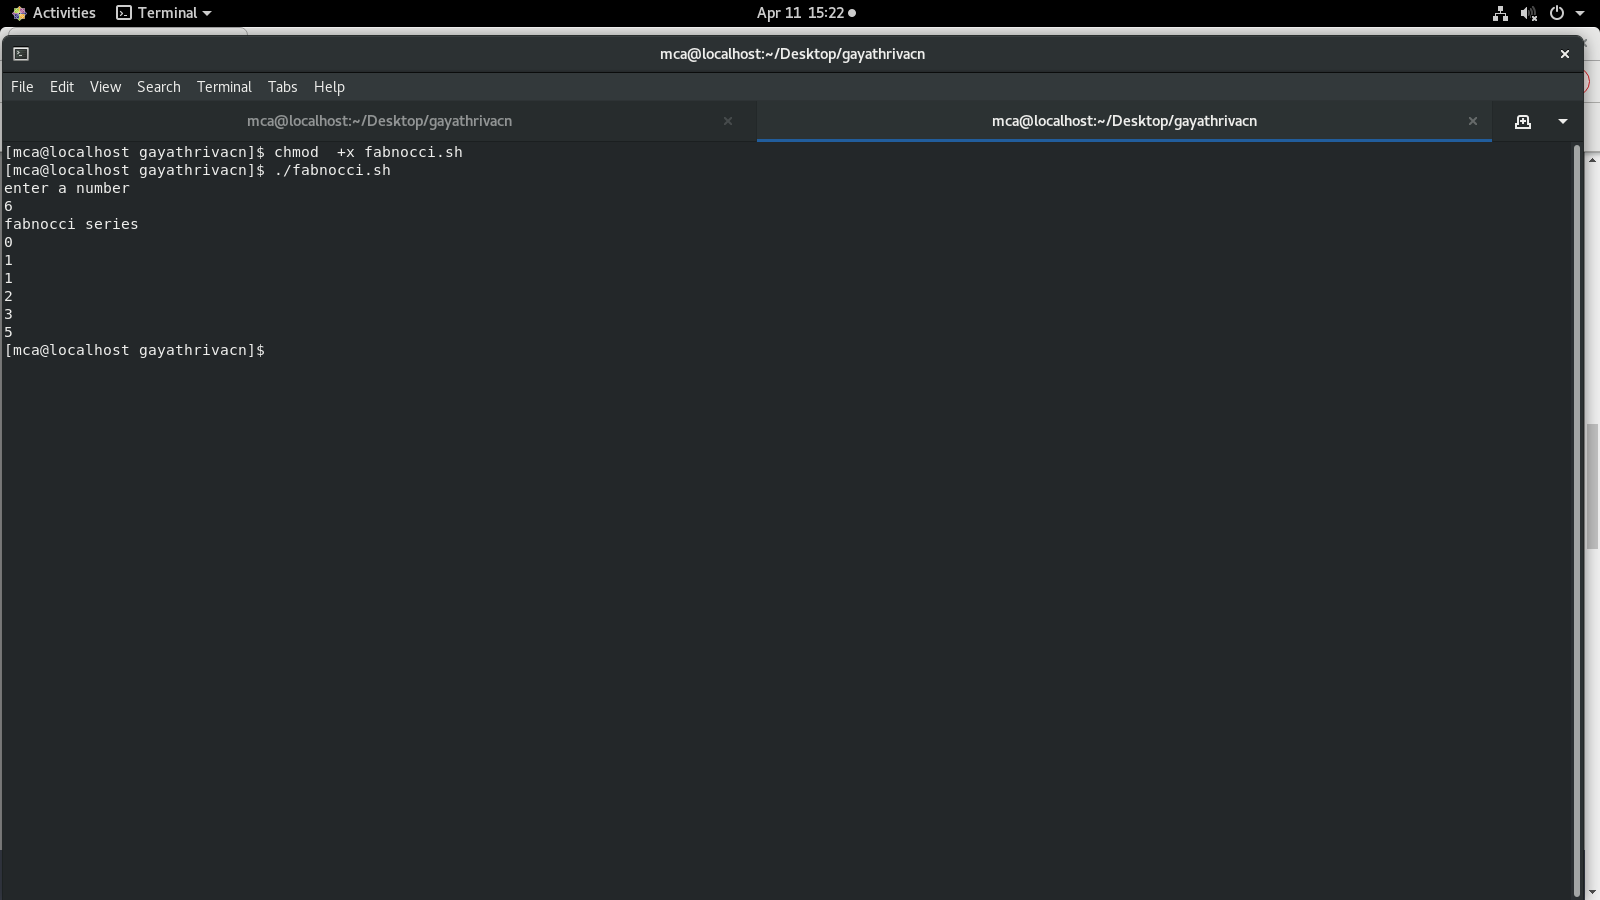 Activities Terminal Apr 11 15:22
mca@localhost:~/Desktop/gayathrivacn
File Edit View Search Terminal Tabs Help
mca@localhost:~/Desktop/gayathrivacn mca@localhost:~/Desktop/gayathrivacn
[mca@localhost gayathrivacn]$ chmod  +x fabnocci.sh
[mca@localhost gayathrivacn]$ ./fabnocci.sh
enter a number
6
fabnocci series
0
1
1
2
3
5
[mca@localhost gayathrivacn]$